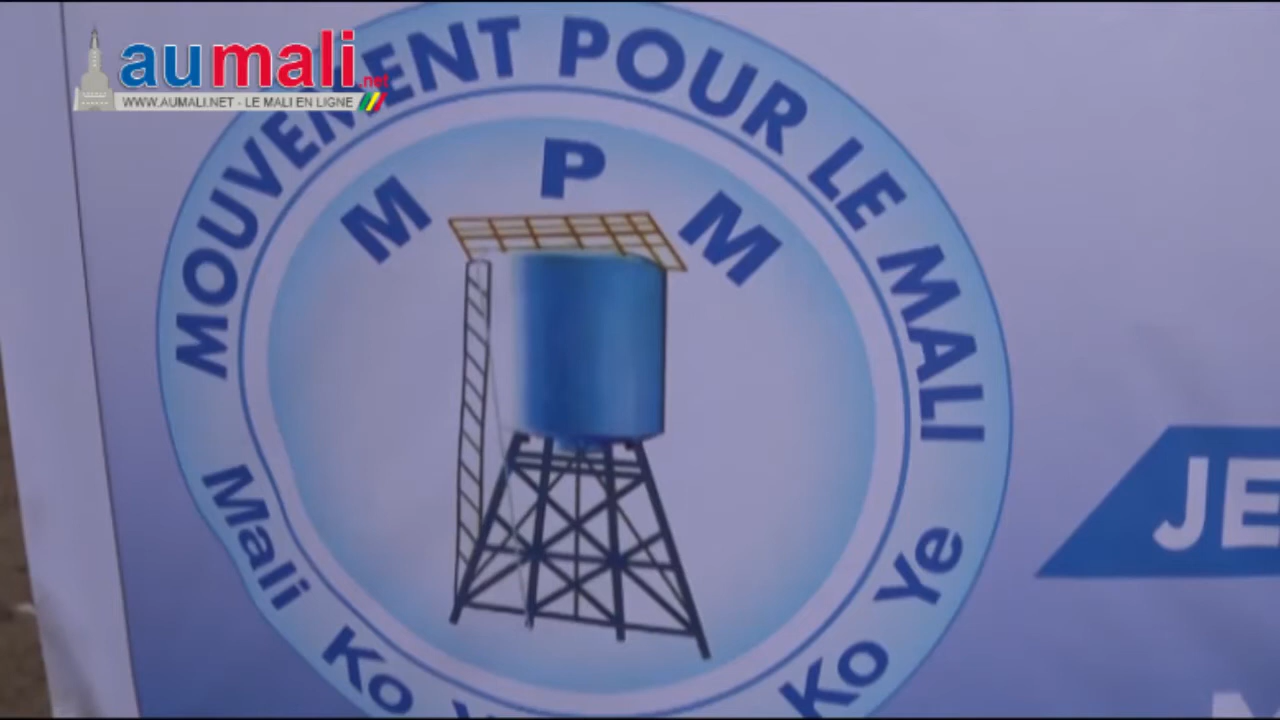 aumali.net
WWW.AUMALI.NET - LE MALI EN LIGNE
MOUVEMENT POUR LE MALI
M P M
Mali Ko
Ko Ye
JE